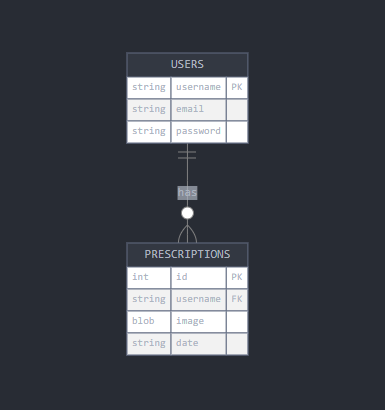 USERS
string username PK
string email
string password
has
PRESCRIPTIONS
int id PK
string username FK
blob image
string date